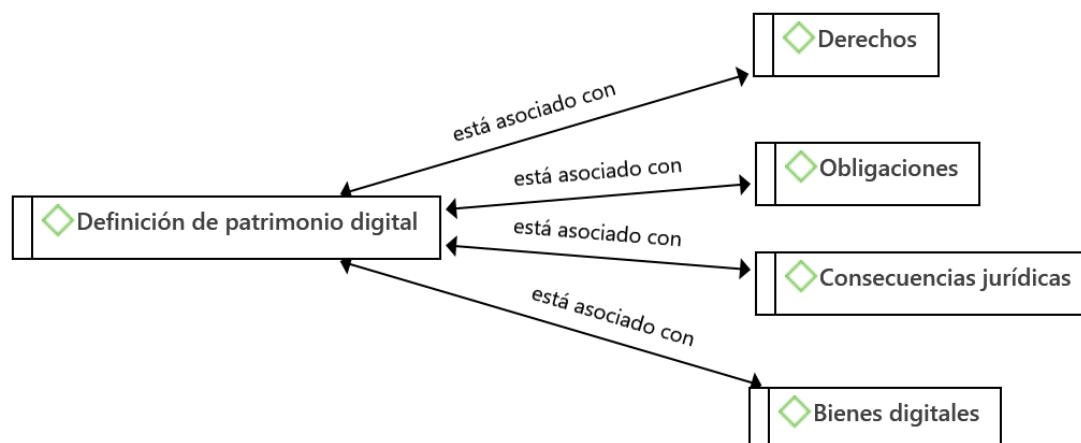 Derechos
está asociado con
Obligaciones
está asociado con
Definición de patrimonio digital
está asociado con
Consecuencias jurídicas
está asociado con
Bienes digitales